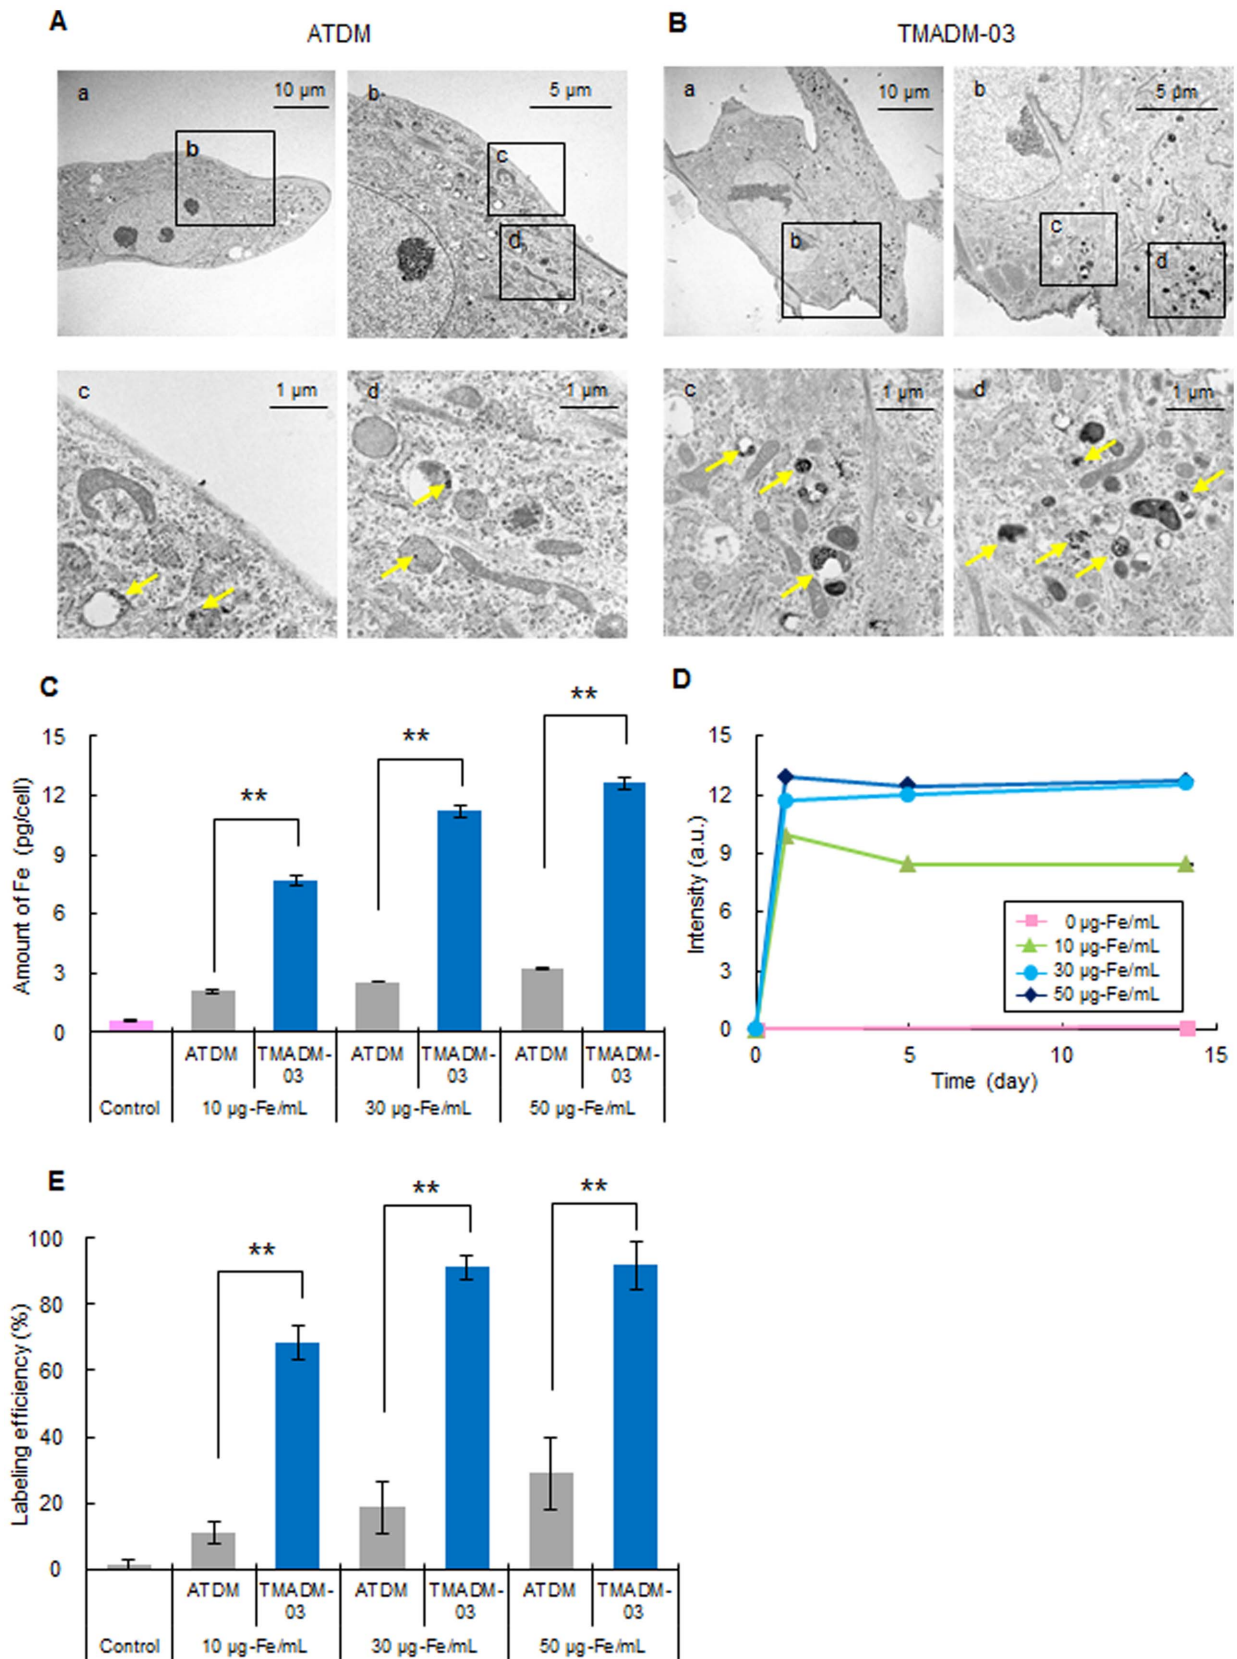 A
ATDM
B
TMADM-03
a
10 µm
b
b
5 µm
c
d
a
10 µm
b
b
5 µm
c
d
c
1 µm
d
1 µm
c
1 µm
d
1 µm
C
Amount of Fe (pg/cell)
15
12
9
6
3
0
**
**
**
ATDM
TMADM-
03
ATDM
TMADM-
03
ATDM
TMADM-
03
Control
10 µg-Fe/mL
30 µg-Fe/mL
50 µg-Fe/mL
D
Intensity (a.u.)
15
12
9
6
3
0
0 µg-Fe/mL
10 µg-Fe/mL
30 µg-Fe/mL
50 µg-Fe/mL
0
5
10
15
Time (day)
E
Labeling efficiency (%)
100
80
60
40
20
0
**
**
**
ATDM
TMADM-
03
ATDM
TMADM-
03
ATDM
TMADM-
03
Control
10 µg-Fe/mL
30 µg-Fe/mL
50 µg-Fe/mL